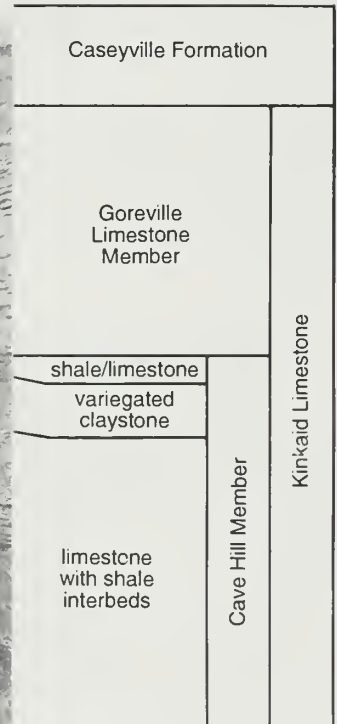 Caseyville Formation
Goreville
Limestone
Member
shale/limestone
variegated
claystone
limestone
with shale
interbeds
Cave Hill Member
Kinkaid Limestone